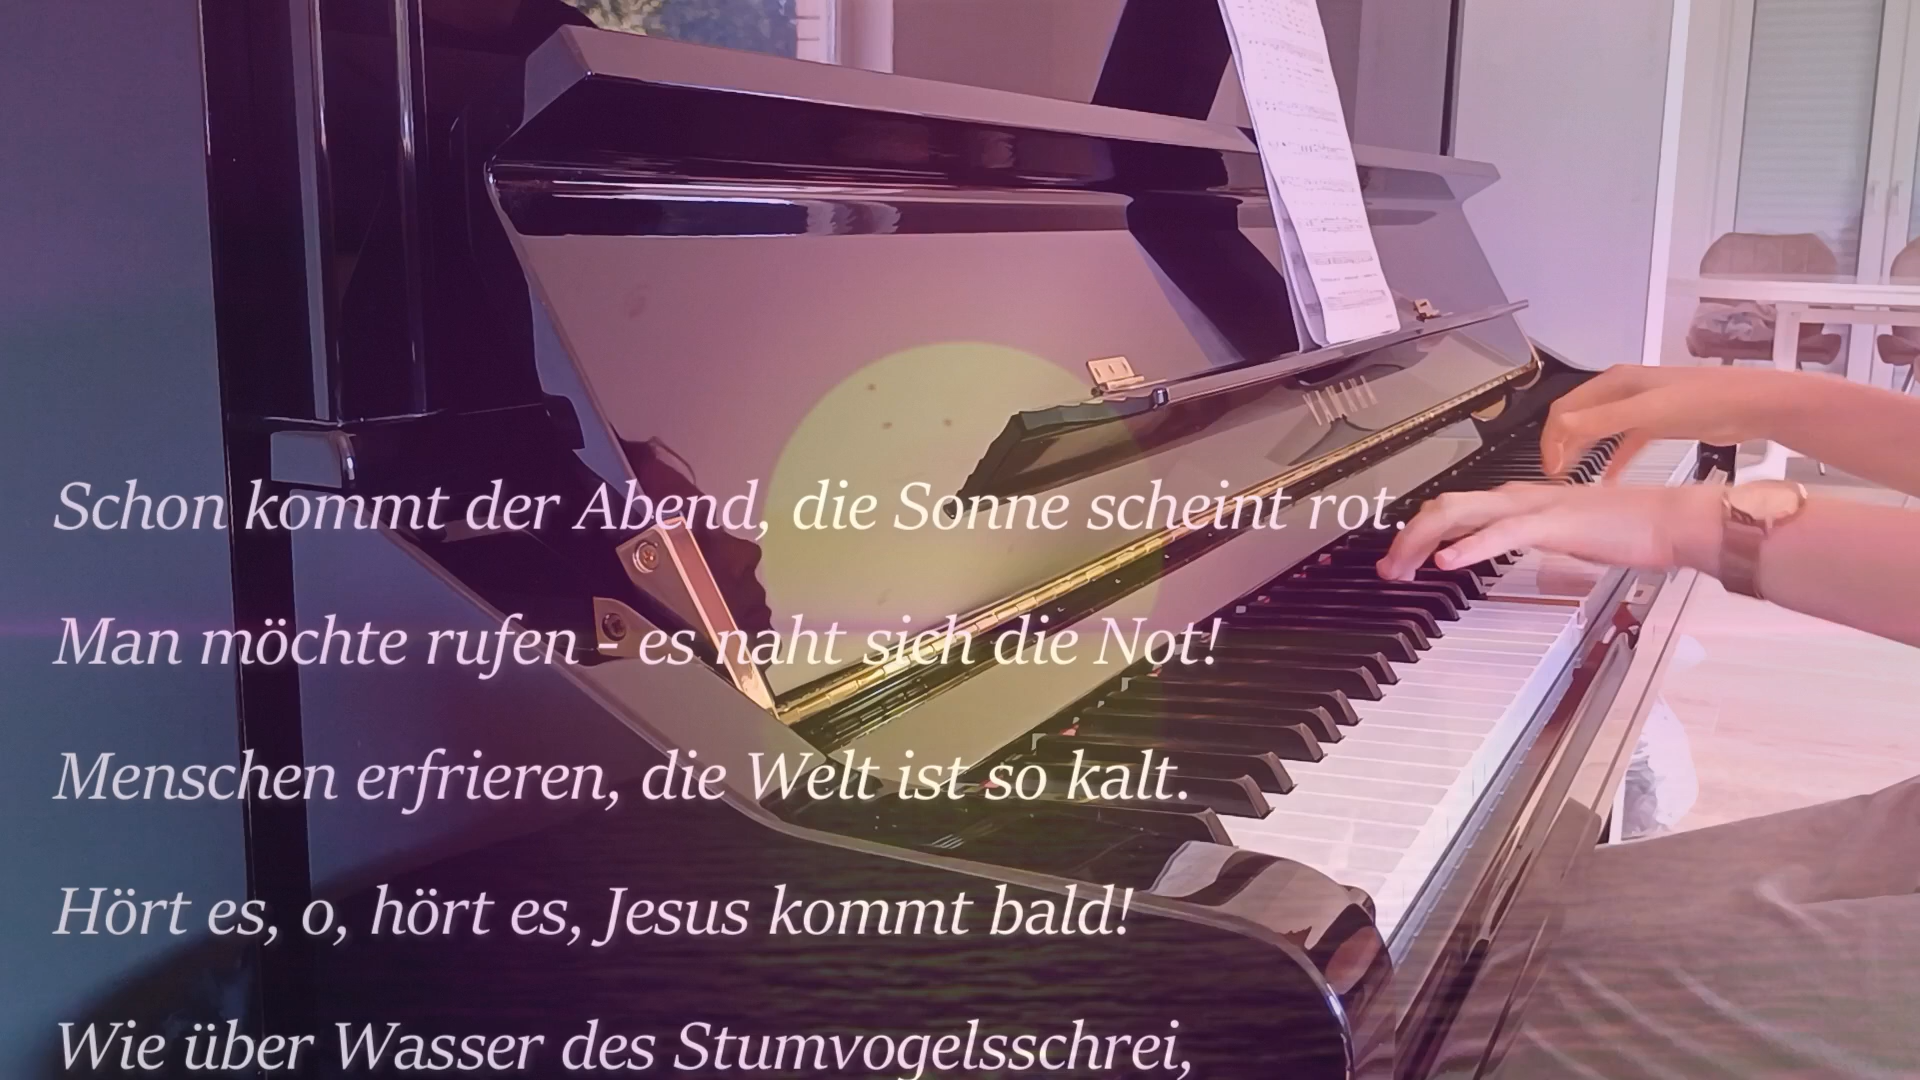 YAMAHA
Schon kommt der Abend, die Sonne scheint rot.
Man möchte rufen - es naht sich die Not!
Menschen erfrieren, die Welt ist so kalt.
Hört es, o, hört es, Jesus kommt bald!
Wie über Wasser des Stumvogelsschrei,